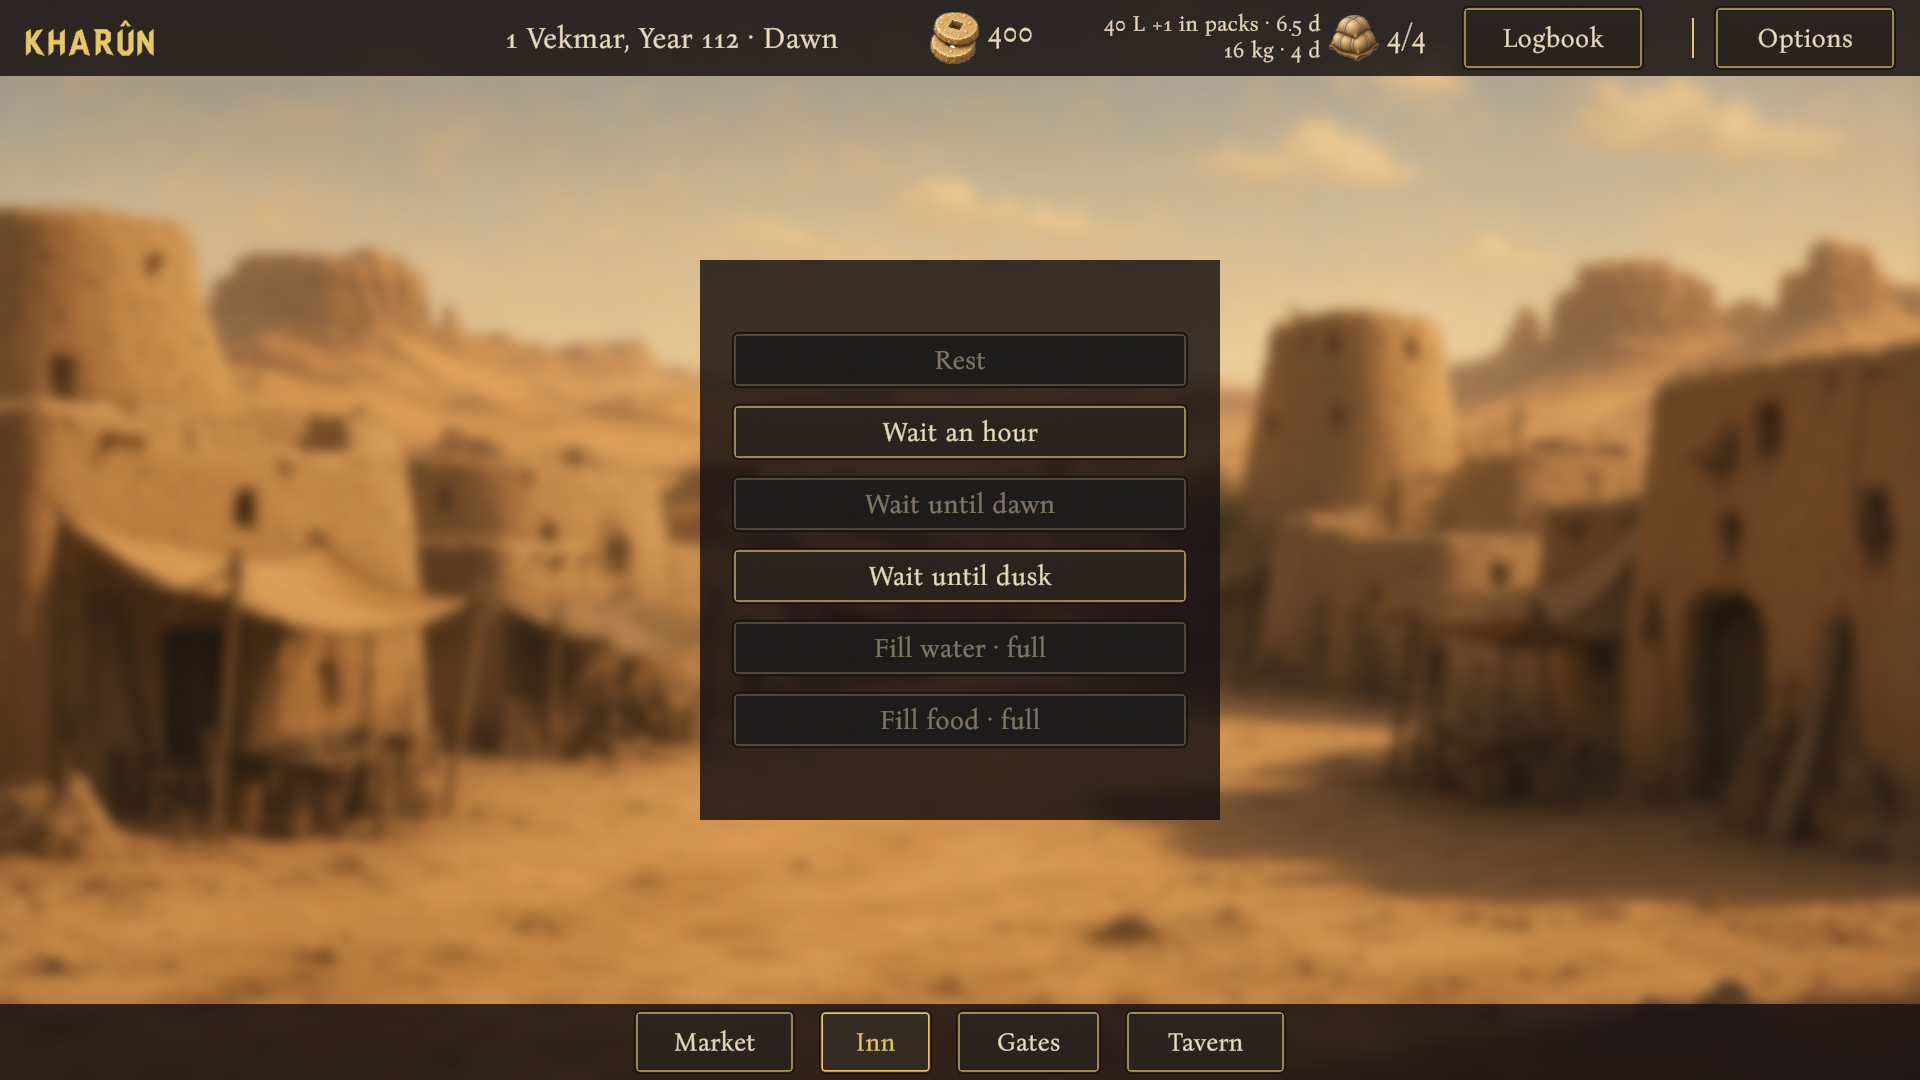 KHARÛN
1 Vekmar, Year 112 · Dawn
400
40 L +1 in packs · 6.5 d
16 kg · 4 d
4/4
Logbook
Options
Rest
Wait an hour
Wait until dawn
Wait until dusk
Fill water · full
Fill food · full
Market
Inn
Gates
Tavern